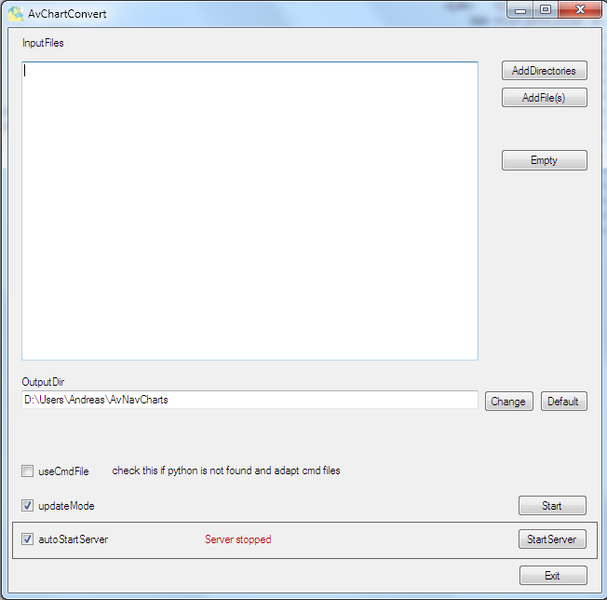 AvChartConvert
InputFiles
AddDirectories
AddFile(s)
Empty
OutputDir
D:\Users\Andreas\AvNavCharts
Change
Default
useCmdFile check this if python is not found and adapt cmd files
updateMode
Start
autoStartServer Server stopped StartServer
Exit